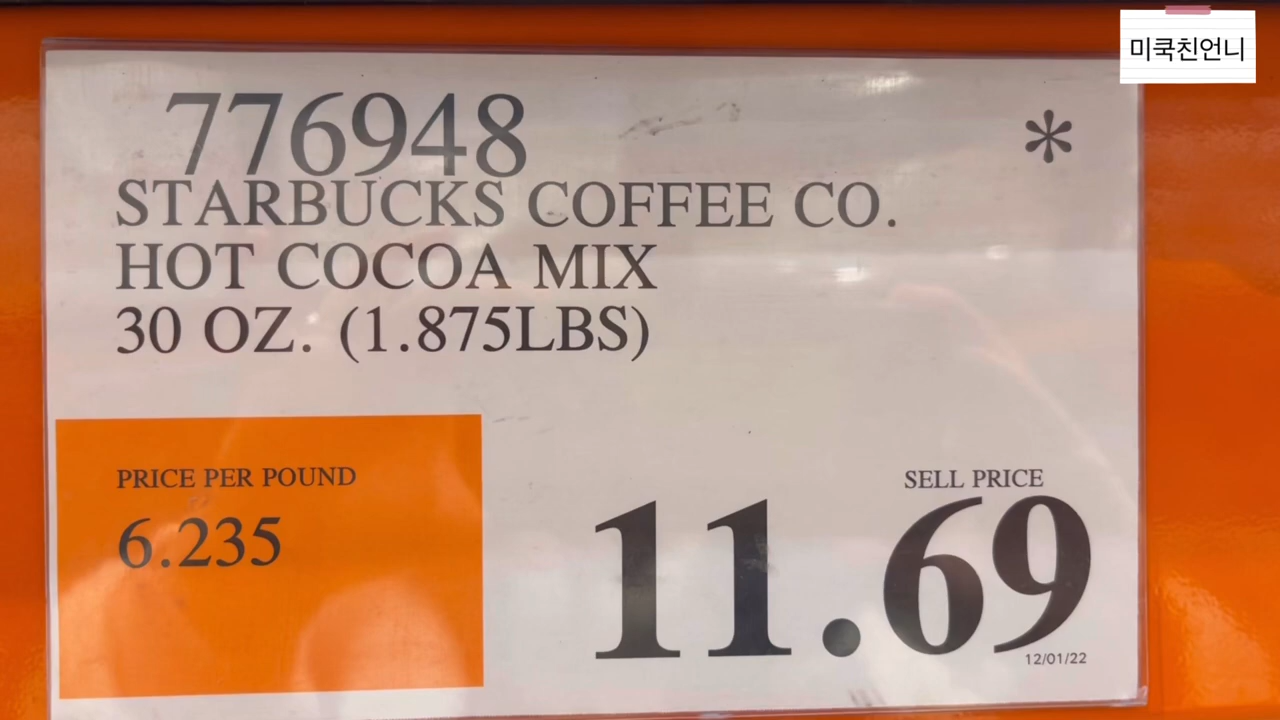 미쿡친언니
776948
*
STARBUCKS COFFEE CO.
HOT COCOA MIX
30 OZ. (1.875LBS)
PRICE PER POUND
6.235
SELL PRICE
11.69
12/01/22